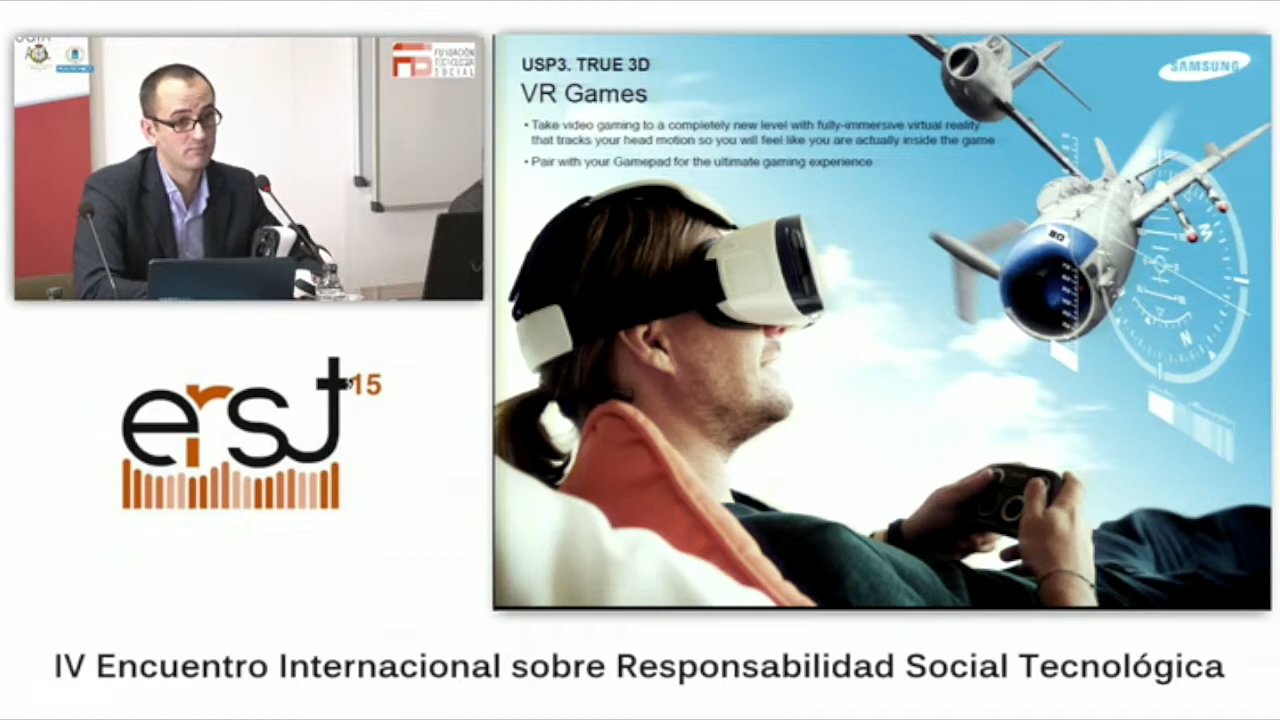 FUNDACIÓN
TECNOLOGÍA
SOCIAL
USP3. TRUE 3D
SAMSUNG
VR Games
• Take video gaming to a completely new level with fully-immersive virtual reality
that tracks your head motion so you will feel like you are actually inside the game
• Pair with your Gamepad for the ultimate gaming experience
W
N
erst'15
IV Encuentro Internacional sobre Responsabilidad Social Tecnológica